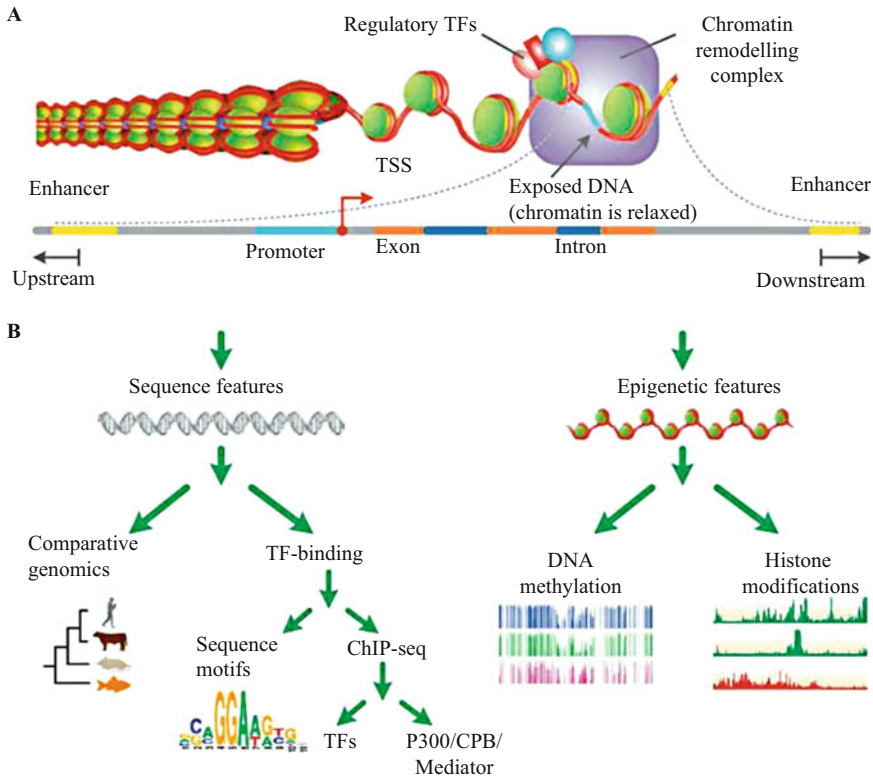 A
Regulatory TFs
Chromatin
remodelling
complex
TSS
Enhancer
Exposed DNA
(chromatin is relaxed)
Enhancer
Promoter
Exon
Intron
Upstream
Downstream
B
Sequence features
Epigenetic features
Comparative
genomics
TF-binding
DNA
methylation
Histone
modifications
Sequence
motifs
ChIP-seq
TFs
P300/CPB/
Mediator